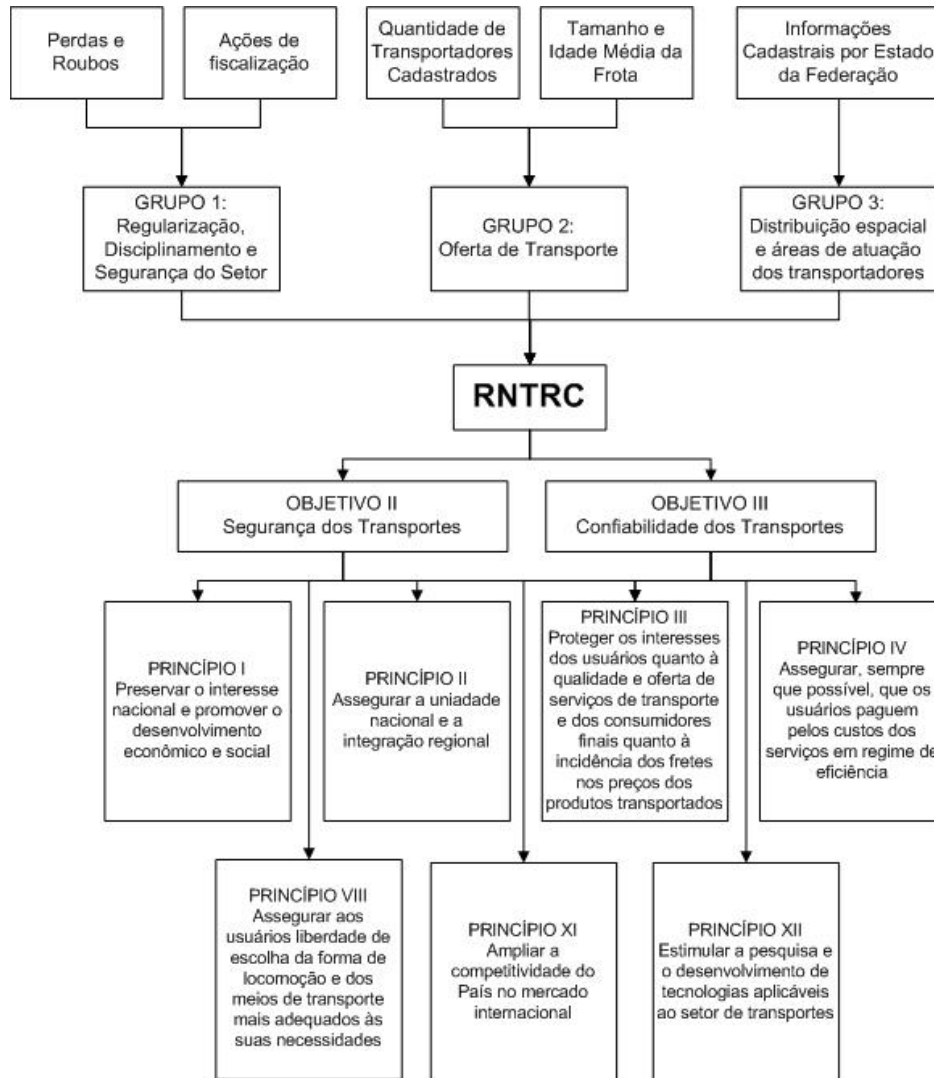 Perdas e
Roubos
Ações de
fiscalização
Quantidade de
Transportadores
Cadastrados
Tamanho e
Idade Média da
Frota
Informações
Cadastrais por Estado
da Federação
GRUPO 1:
Regularização,
Disciplinamento e
Segurança do Setor
GRUPO 2:
Oferta de Transporte
GRUPO 3:
Distribuição espacial
e áreas de atuação
dos transportadores
RNTRC
OBJETIVO II
Segurança dos Transportes
OBJETIVO III
Confiabilidade dos Transportes
PRINCÍPIO I
Preservar o interesse
nacional e promover o
desenvolvimento
econômico e social
PRINCÍPIO II
Assegurar a uniadade
nacional e a
integração regional
PRINCÍPIO III
Proteger os interesses
dos usuários quanto à
qualidade e oferta de
serviços de transporte
e dos consumidores
finais quanto à
incidência dos fretes
nos preços dos
produtos transportados
PRINCÍPIO IV
Assegurar, sempre
que possível, que os
usuários paguem
pelos custos dos
serviços em regime de
eficiência
PRINCÍPIO VIII
Assegurar aos
usuários liberdade de
escolha da forma de
locomoção e dos
meios de transporte
mais adequados às
suas necessidades
PRINCÍPIO XI
Ampliar a
competitividade do
País no mercado
internacional
PRINCÍPIO XII
Estimular a pesquisa e
o desenvolvimento de
tecnologias aplicáveis
ao setor de transportes